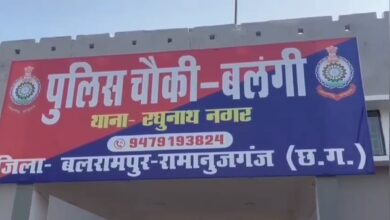 पुलिस चौकी-बलंगी
थाना- रघुनाथ नगर
9479193824
जिला- बलरामपुर-रामानुजगंज (छ.ग.)